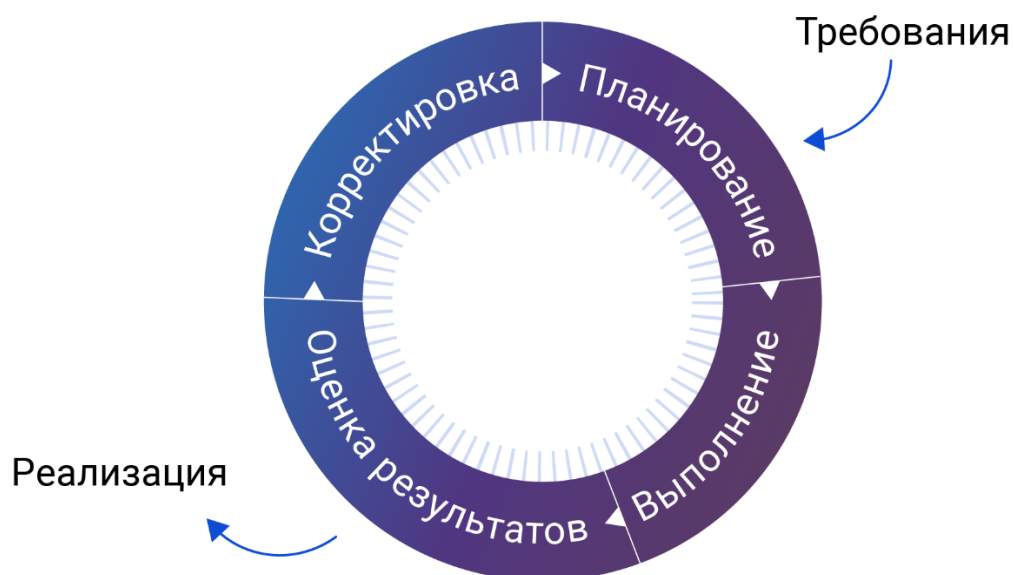 Требования
Планирование
Выполнение
Оценка результатов
Корректировка
Реализация